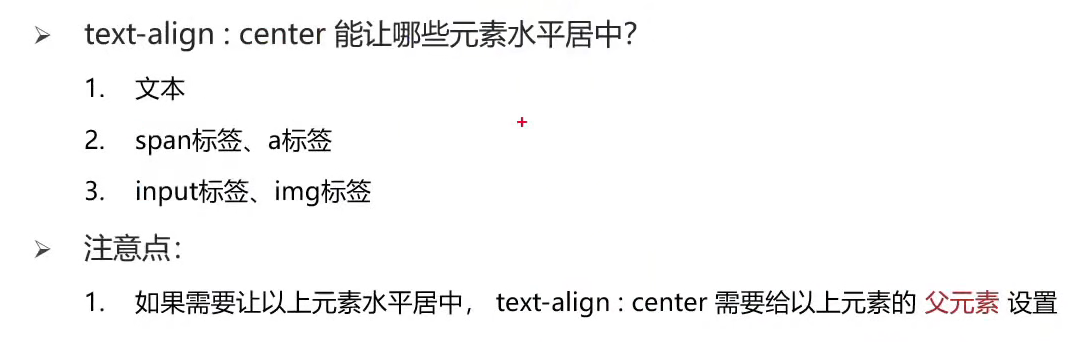 ➢ text-align : center 能让哪些元素水平居中？
1. 文本
2. span标签、a标签
3. input标签、img标签
➢ 注意点：
1. 如果需要让以上元素水平居中， text-align : center 需要给以上元素的 父元素 设置